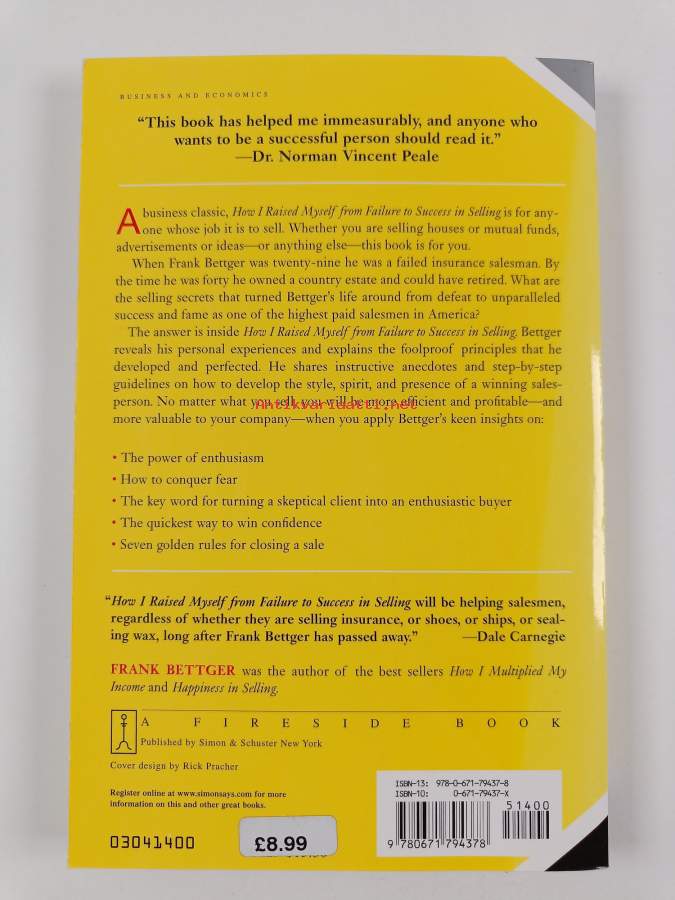 BUSINESS AND ECONOMICS
“This book has helped me immeasurably, and anyone who
wants to be a successful person should read it.”
—Dr. Norman Vincent Peale
A business classic, How I Raised Myself from Failure to Success in Selling is for any-
one whose job it is to sell. Whether you are selling houses or mutual funds,
advertisements or ideas—or anything else—this book is for you.
When Frank Bettger was twenty-nine he was a failed insurance salesman. By
the time he was forty he owned a country estate and could have retired. What are
the selling secrets that turned Bettger’s life around from defeat to unparalleled
success and fame as one of the highest paid salesmen in America?
The answer is inside How I Raised Myself from Failure to Success in Selling. Bettger
reveals his personal experiences and explains the foolproof principles that he
developed and perfected. He shares instructive anecdotes and step-by-step
guidelines on how to develop the style, spirit, and presence of a winning sales-
person. No matter what you sell, you will be more efficient and profitable—and
more valuable to your company—when you apply Bettger’s keen insights on:
Antikvariaatti.net
• The power of enthusiasm
• How to conquer fear
• The key word for turning a skeptical client into an enthusiastic buyer
• The quickest way to win confidence
• Seven golden rules for closing a sale
“How I Raised Myself from Failure to Success in Selling will be helping salesmen,
regardless of whether they are selling insurance, or shoes, or ships, or seal-
ing wax, long after Frank Bettger has passed away.” —Dale Carnegie
FRANK BETTGER was the author of the best sellers How I Multiplied My
Income and Happiness in Selling.
A FIRESIDE BOOK
Published by Simon & Schuster New York
Cover design by Rick Pracher
Register online at www.simonsays.com for more
information on this and other great books.
03041400
£8.99
ISBN-13: 978-0-671-79437-8
ISBN-10: 0-671-79437-X
51400
9 780671 794378